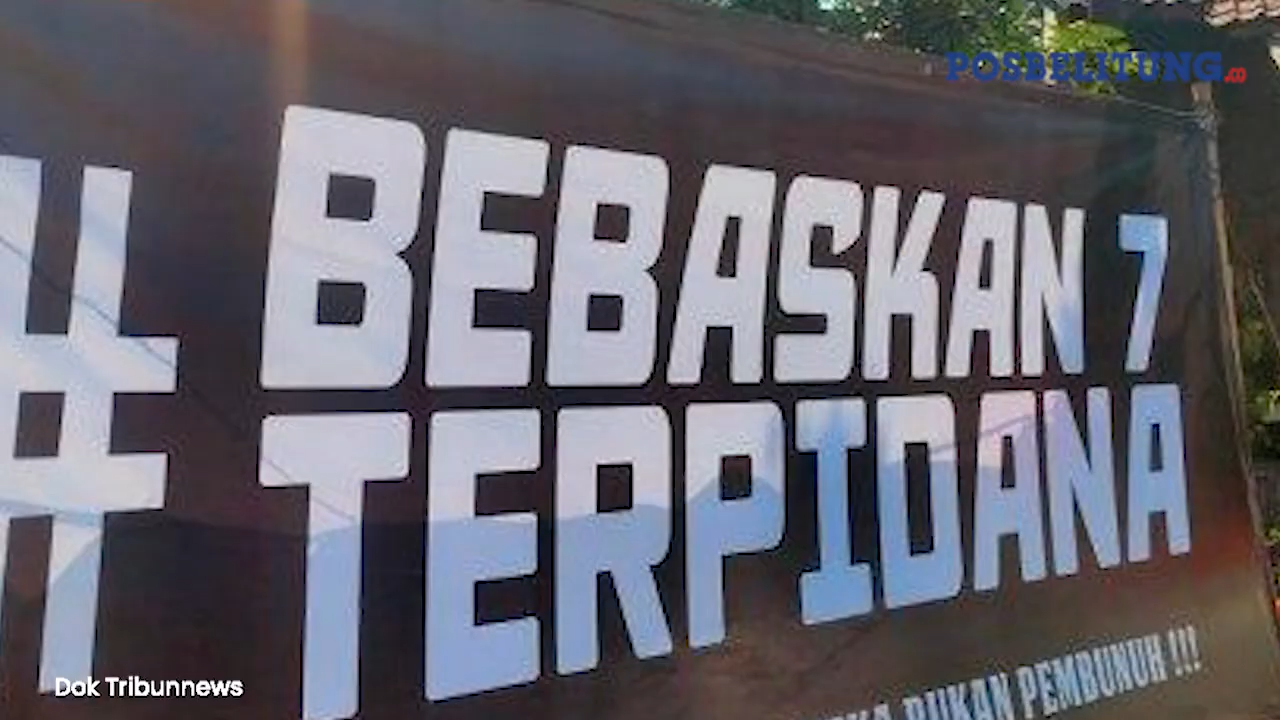 POSBELITUNG.CO
# BEBASKAN 7
TERPIDANA
BUKAN PEMBUNUH !!!
Dok Tribunnews